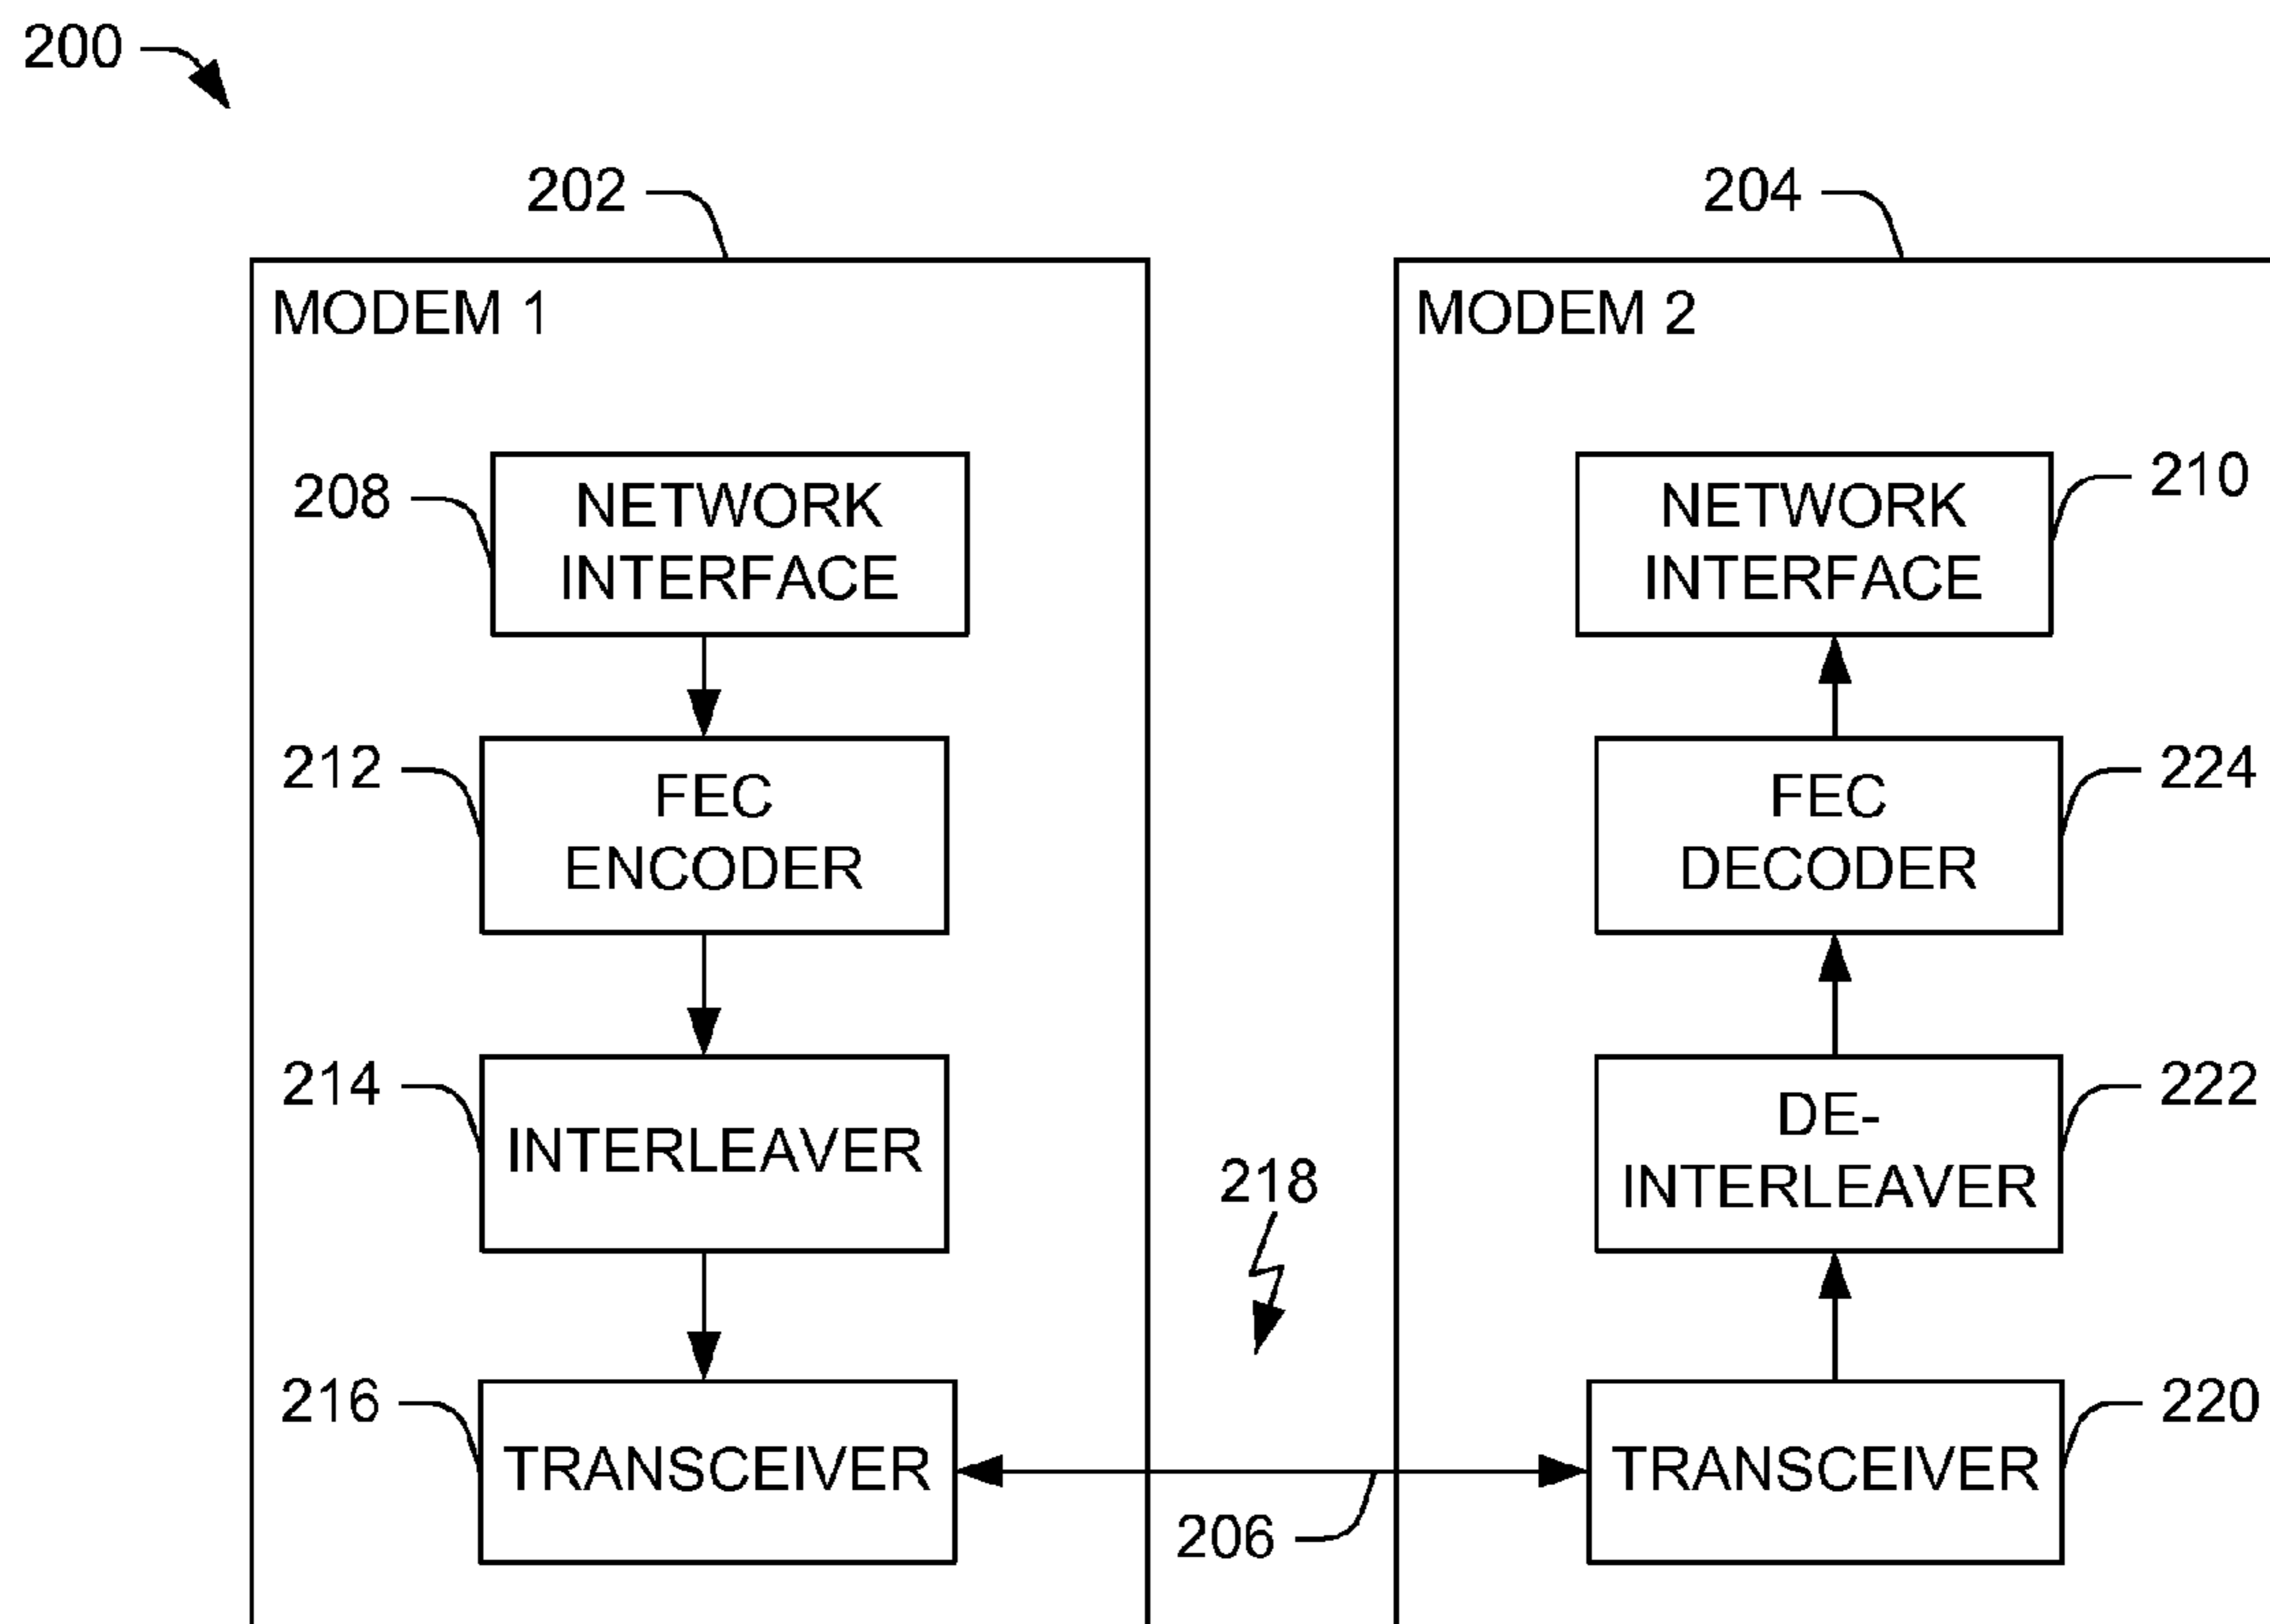 200
202
204
MODEM 1
MODEM 2
208
NETWORK
INTERFACE
NETWORK
INTERFACE
210
212
FEC
ENCODER
FEC
DECODER
224
214
INTERLEAVER
218
DE-
INTERLEAVER
222
216
TRANSCEIVER
206
TRANSCEIVER
220